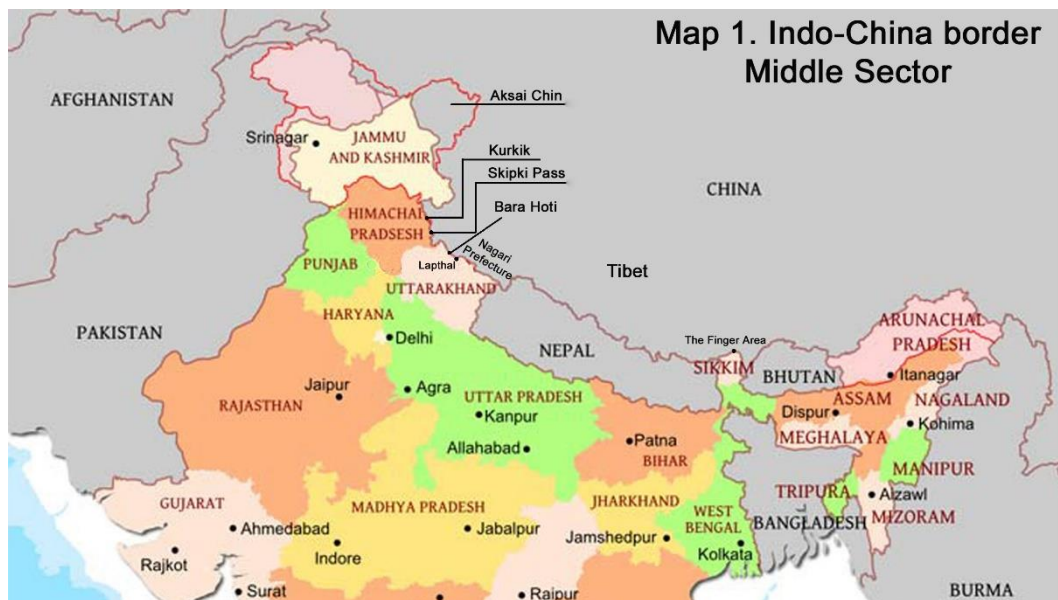 Map 1. Indo-China border
Middle Sector
AFGHANISTAN
Aksai Chin
Srinagar
JAMMU
AND KASHMIR
Kurkik
Skipki Pass
CHINA
Bara Hoti
HIMACHAL
PRADSESH
Nagari
Prefecture
PUNJAB
Lapthal
Tibet
UTTARAKHAND
HARYANA
PAKISTAN
Delhi
The Finger Area
ARUNACHAL
PRADESH
NEPAL
SIKKIM
BHUTAN
Itanagar
Jaipur
Agra
UTTAR PRADESH
ASSAM
NAGALAND
RAJASTHAN
Kanpur
Dispur
Kohima
Allahabad
Patna
MEGHALAYA
BIHAR
MANIPUR
GUJARAT
MADHYA PRADESH
JHARKHAND
TRIPURA
Aizawl
WEST
BENGAL
BANGLADESH
MIZORAM
Ahmedabad
Jabalpur
Jamshedpur
Indore
Kolkata
Rajkot
Surat
Raipur
BURMA